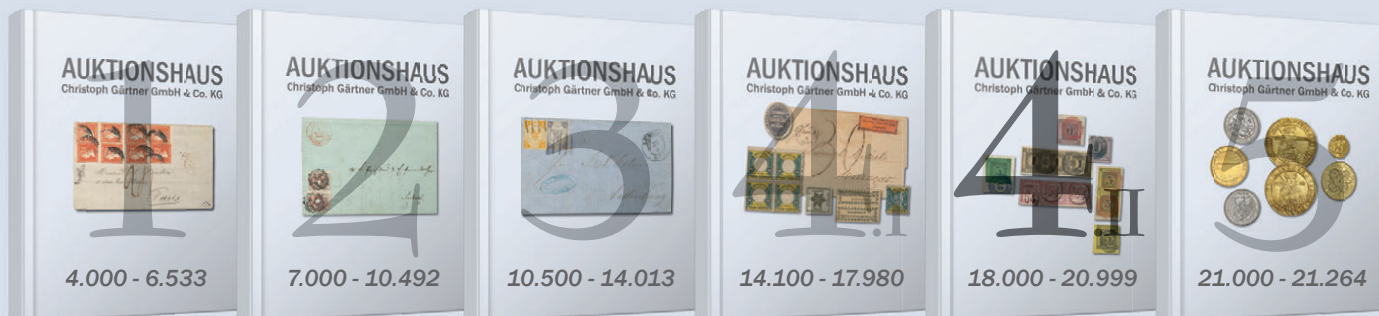 AUKTIONSHAUS
Christoph Gärtner GmbH & Co. KG
1
4.000 - 6.533
AUKTIONSHAUS
Christoph Gärtner GmbH & Co. KG
2
7.000 - 10.492
AUKTIONSHAUS
Christoph Gärtner GmbH & Co. KG
3
10.500 - 14.013
AUKTIONSHAUS
Christoph Gärtner GmbH & Co. KG
4.I
14.100 - 17.980
AUKTIONSHAUS
Christoph Gärtner GmbH & Co. KG
4.II
18.000 - 20.999
AUKTIONSHAUS
Christoph Gärtner GmbH & Co. KG
5
21.000 - 21.264